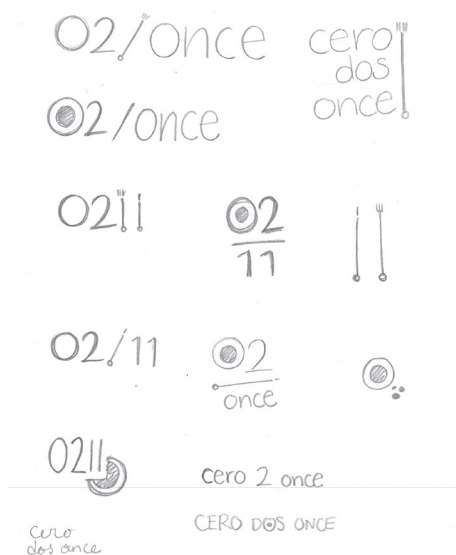 02/once
cero
dos
once
02/once
0211
02
11
02/11
02
once
0211
cero 2 once
CERO DOS ONCE
cero
dos once